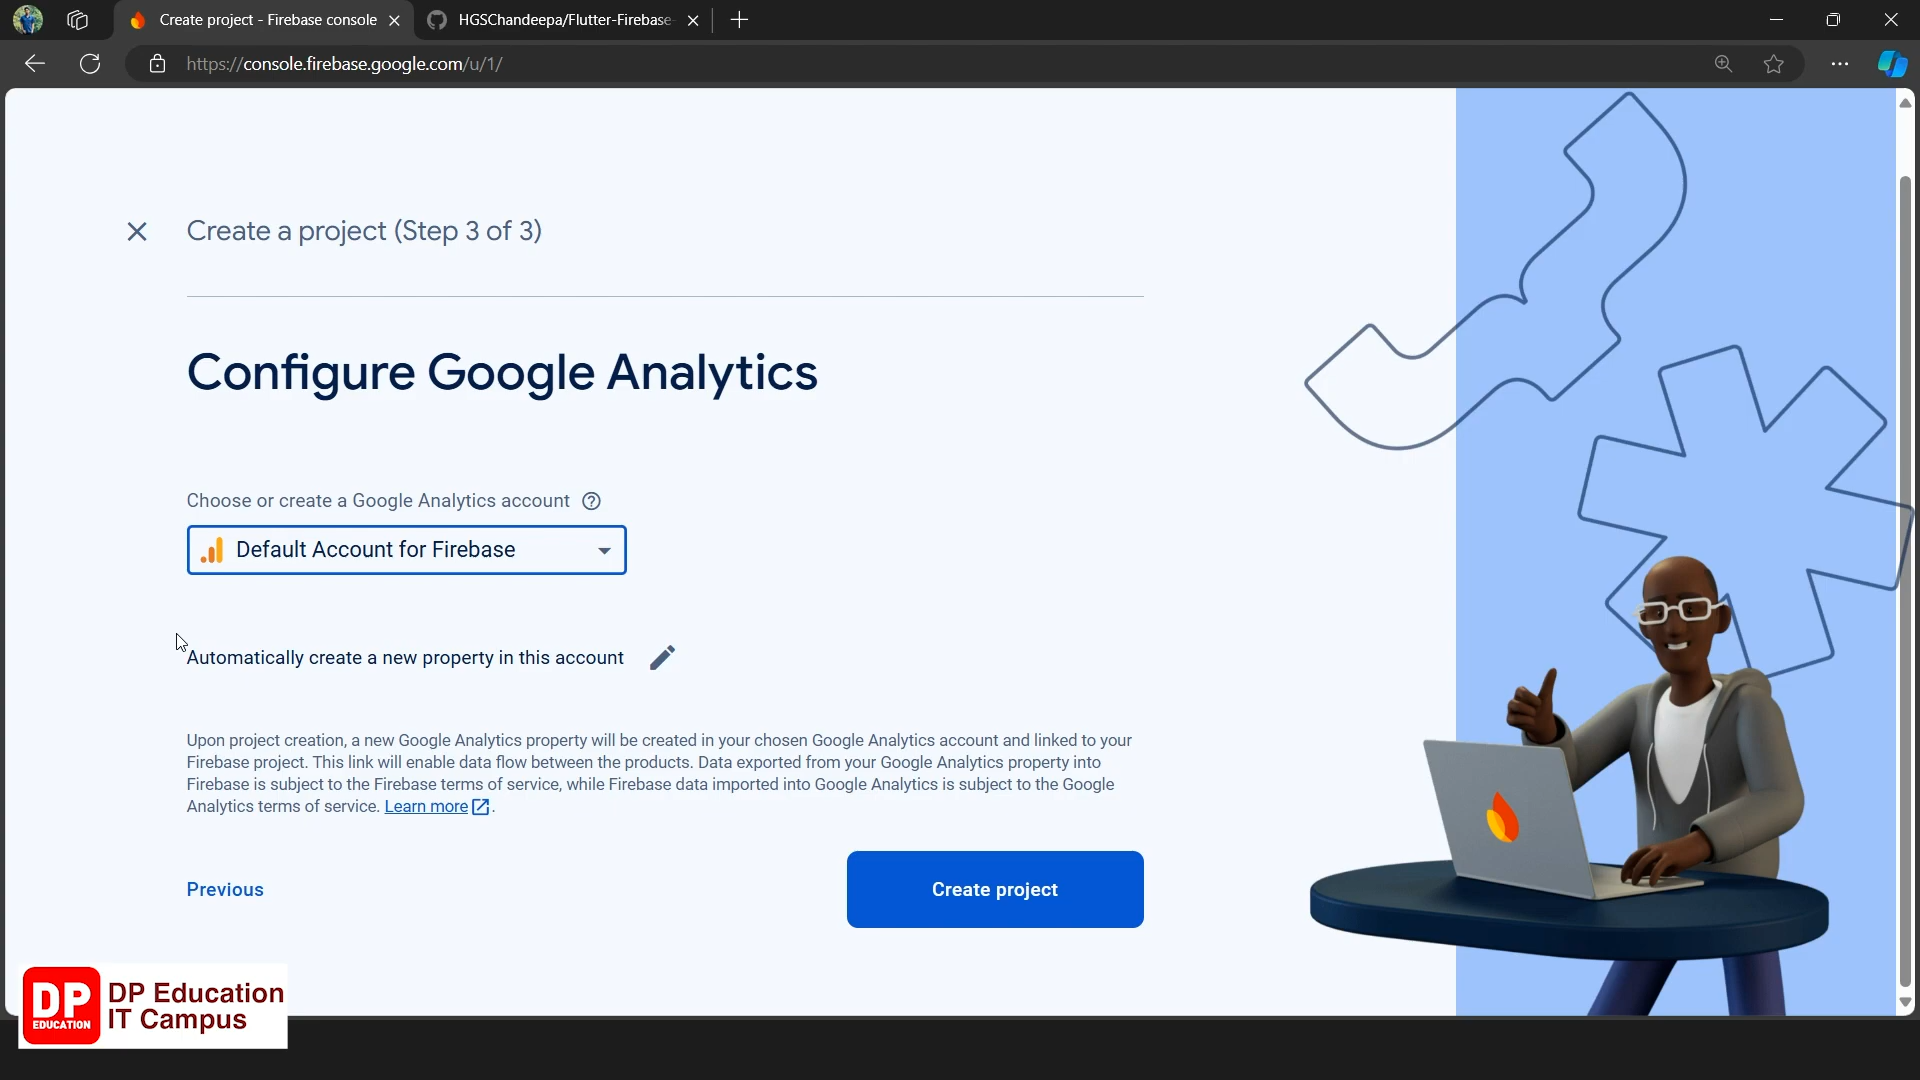 Create project - Firebase console
HGSChandeepa/Flutter-Firebase-
https://console.firebase.google.com/u/1/
Create a project (Step 3 of 3)
Configure Google Analytics
Choose or create a Google Analytics account
Default Account for Firebase
Automatically create a new property in this account
Upon project creation, a new Google Analytics property will be created in your chosen Google Analytics account and linked to your
Firebase project. This link will enable data flow between the products. Data exported from your Google Analytics property into
Firebase is subject to the Firebase terms of service, while Firebase data imported into Google Analytics is subject to the Google
Analytics terms of service. Learn more.
Previous
Create project
DP
EDUCATION
DP Education
IT Campus